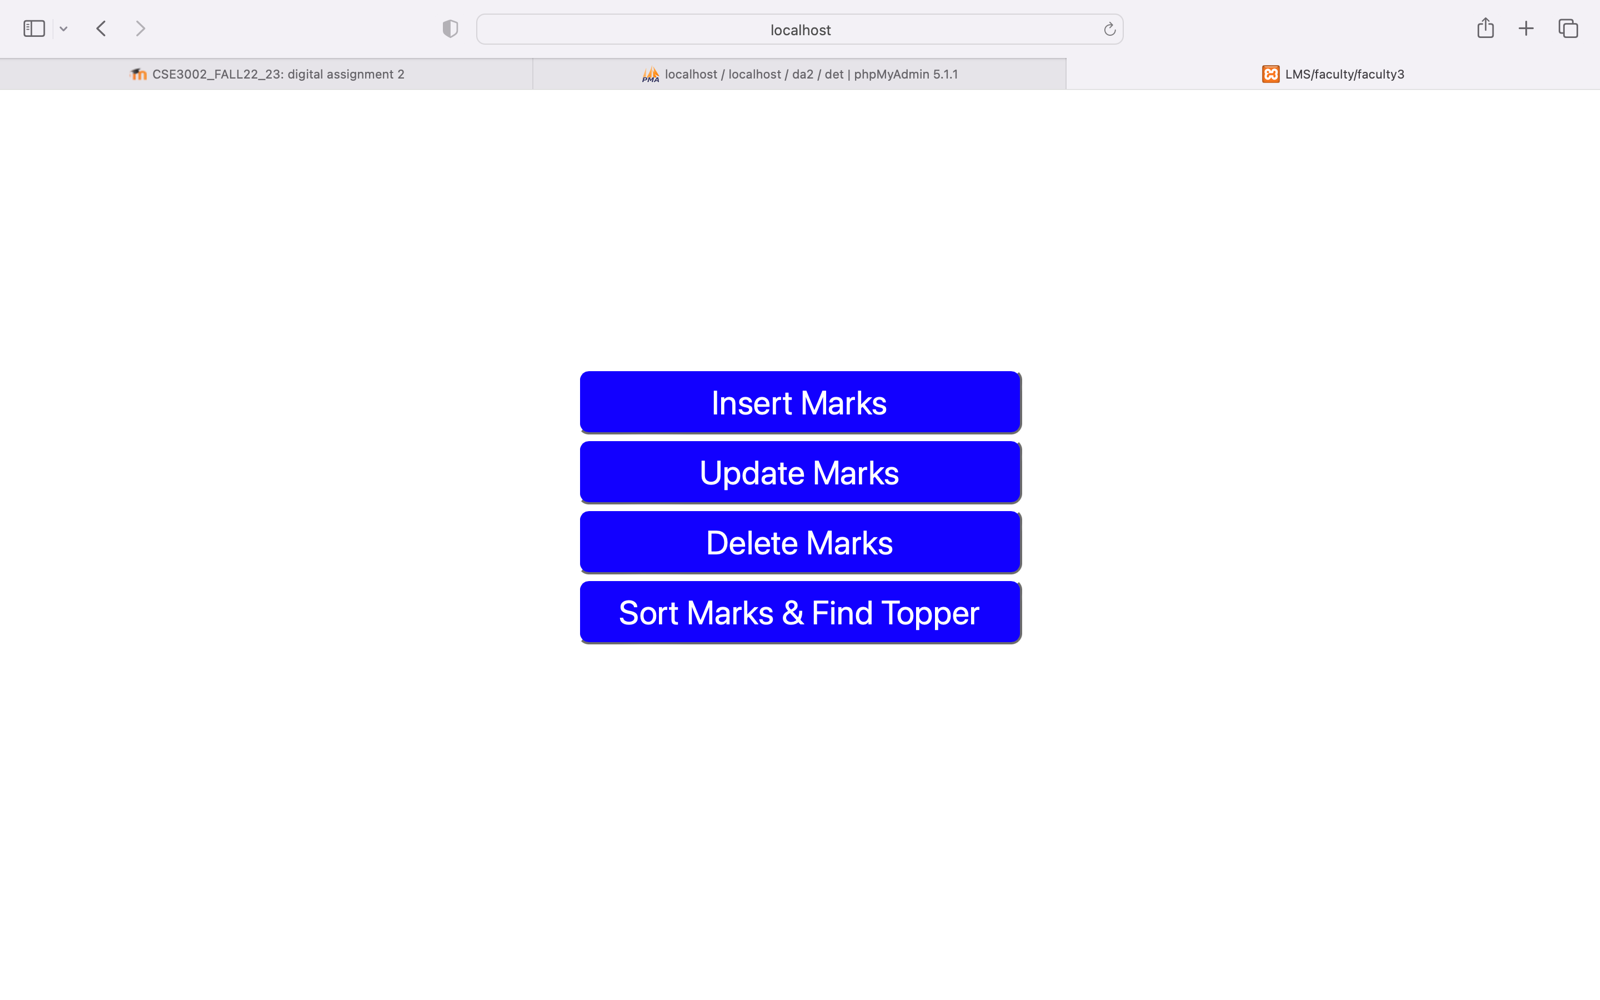 localhost
CSE3002_FALL22_23: digital assignment 2
PMA localhost / localhost / da2 / det | phpMyAdmin 5.1.1
LMS/faculty/faculty3
Insert Marks
Update Marks
Delete Marks
Sort Marks & Find Topper